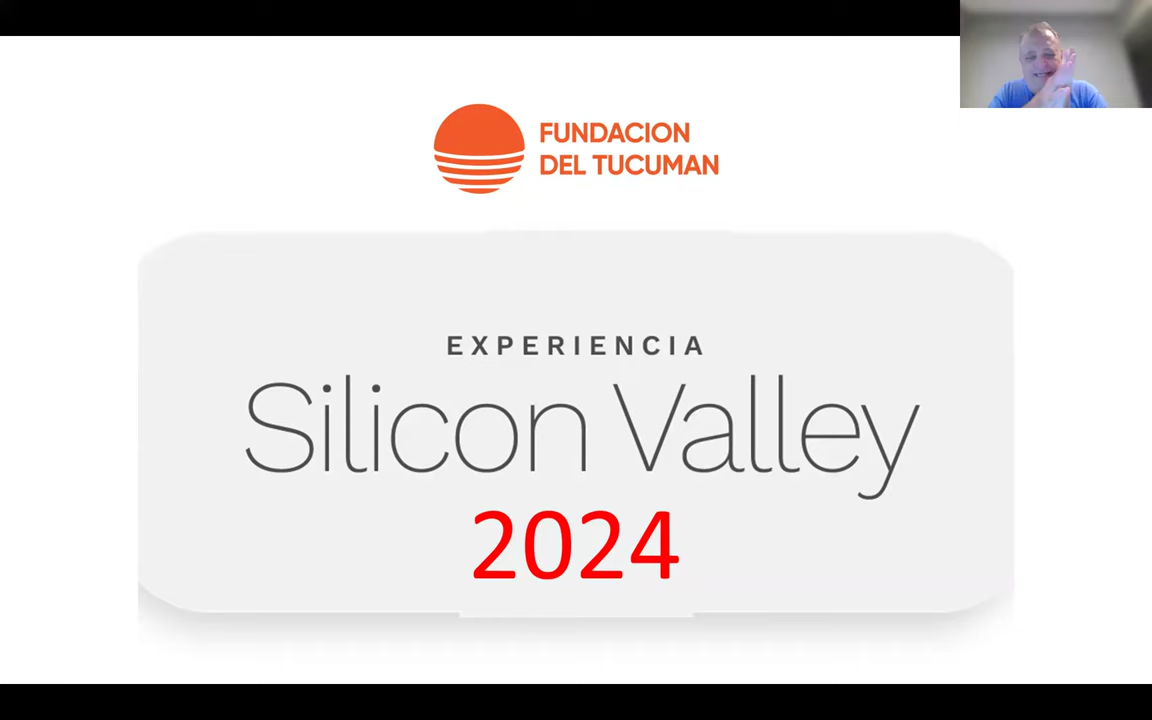 FUNDACION
DEL TUCUMAN
EXPERIENCIA
Silicon Valley
2024